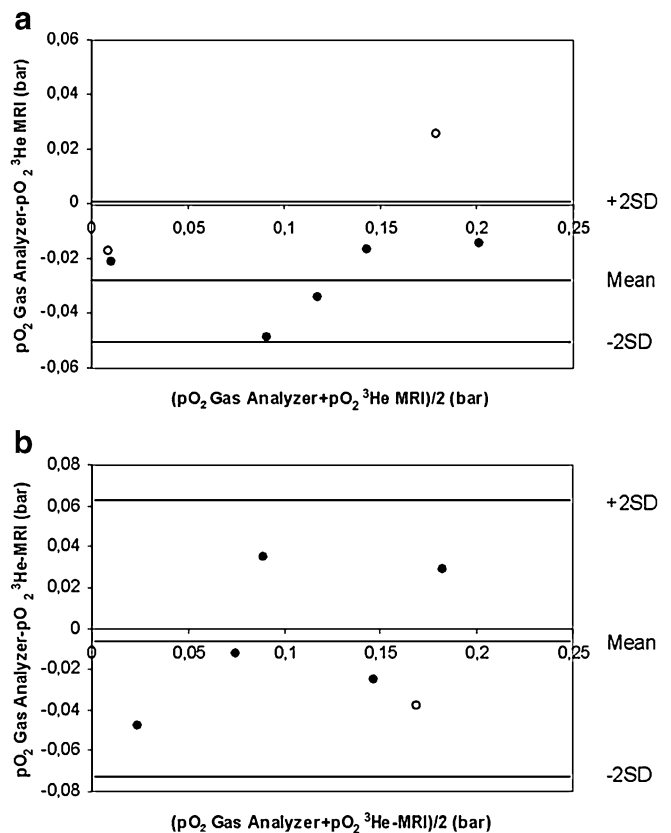 a
pO2 Gas Analyzer-pO2 3He MRI (bar)
0,06
0,04
0,02
0
-0,02
-0,04
-0,06
0
0,05
0,1
0,15
0,2
0,25
+2SD
Mean
-2SD
(pO2 Gas Analyzer+pO2 3He MRI)/2 (bar)
b
pO2 Gas Analyzer-pO2 3He-MRI (bar)
0,08
0,06
0,04
0,02
0
-0,02
-0,04
-0,06
-0,08
0
0,05
0,1
0,15
0,2
0,25
+2SD
Mean
-2SD
(pO2 Gas Analyzer+pO2 3He-MRI)/2 (bar)